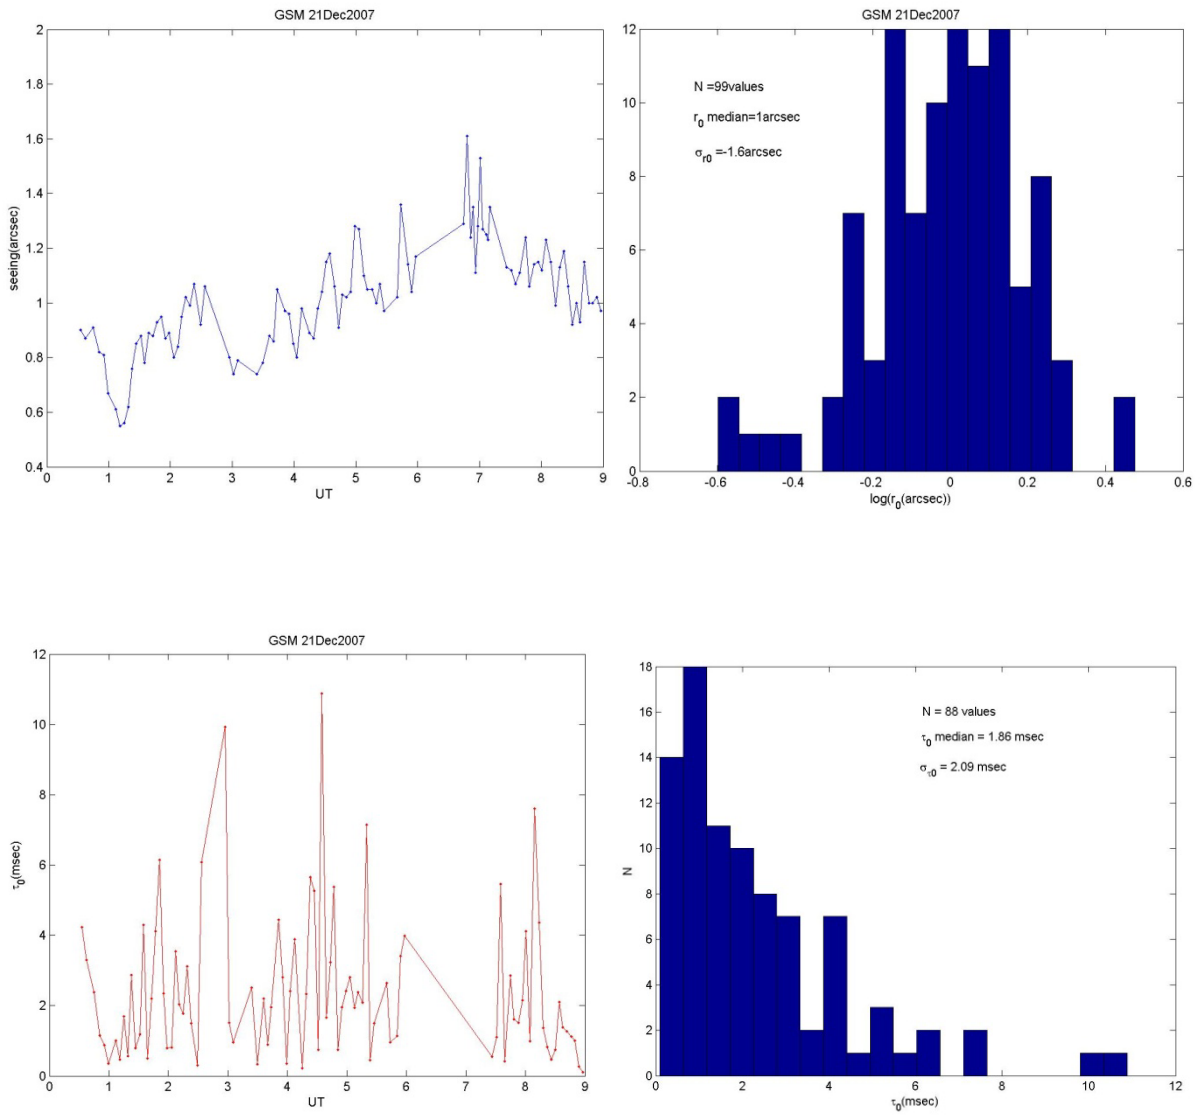 GSM 21Dec2007
2
1.8
1.6
1.4
1.2
1
0.8
0.6
0.4
seeing(arcsec)
0 1 2 3 4 5 6 7 8 9
UT
GSM 21Dec2007
12
10
8
6
4
2
0
N =99values
r₀ median=1arcsec
σr0 =-1.6arcsec
-0.8 -0.6 -0.4 -0.2 0 0.2 0.4 0.6
log(r₀(arcsec))
GSM 21Dec2007
12
10
8
6
4
2
0
τ₀(msec)
0 1 2 3 4 5 6 7 8 9
UT
18
16
14
12
10
8
6
4
2
0
N
N = 88 values
τ₀ median = 1.86 msec
στ0 = 2.09 msec
0 2 4 6 8 10 12
τ₀(msec)